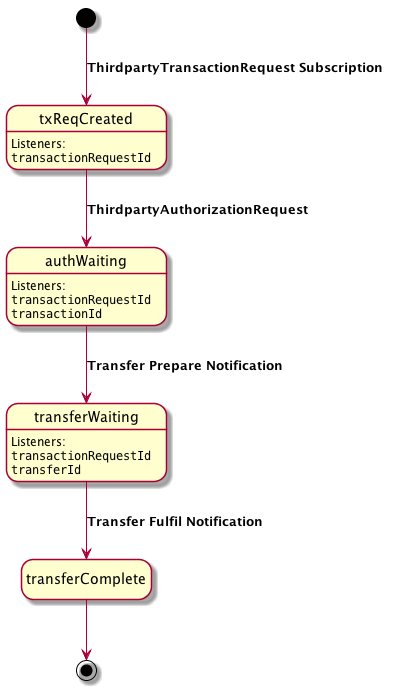 ThirdpartyTransactionRequest Subscription
txReqCreated
Listeners:
transactionRequestId
ThirdpartyAuthorizationRequest
authWaiting
Listeners:
transactionRequestId
transactionId
Transfer Prepare Notification
transferWaiting
Listeners:
transactionRequestId
transferId
Transfer Fulfil Notification
transferComplete